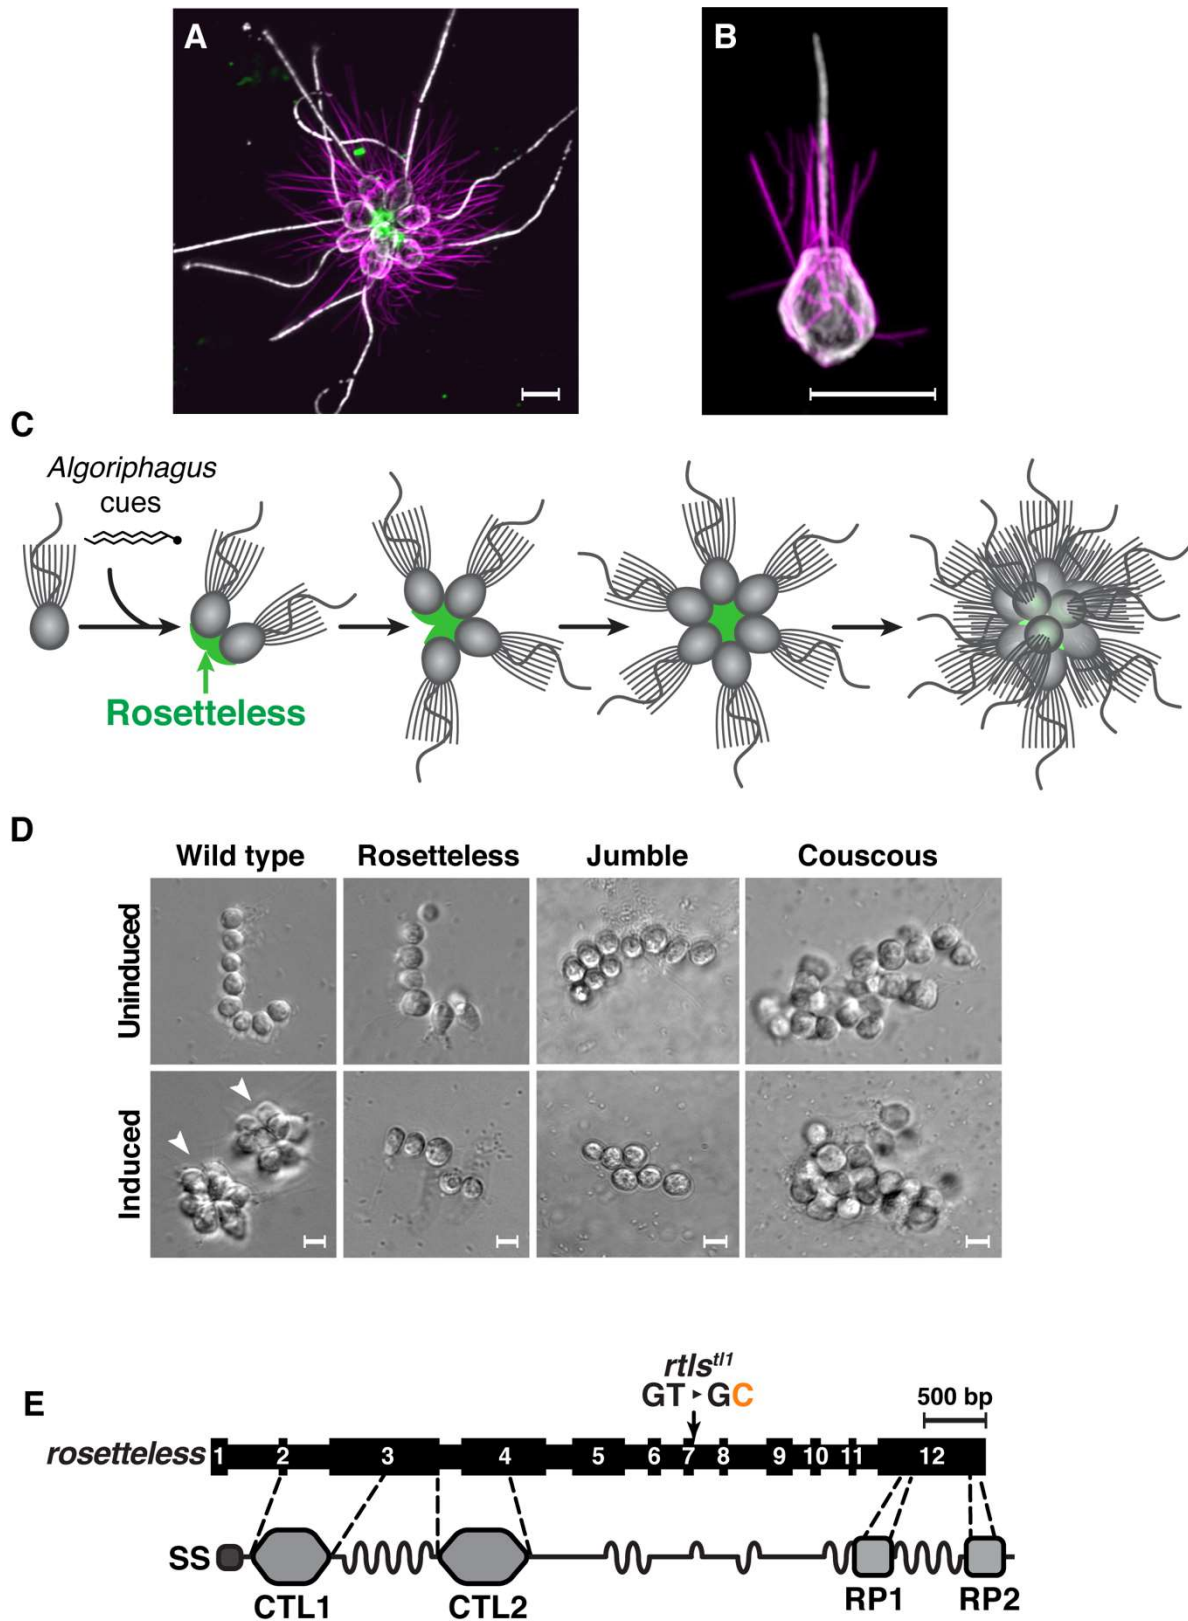 A
B
C
Algoriphagus
cues
Rosetteless
D
Wild type
Rosetteless
Jumble
Couscous
Uninduced
Induced
E
rtls^tl1
GT ▸ GC
500 bp
rosetteless
1 2 3 4 5 6 7 8 9 10 11 12
SS
CTL1
CTL2
RP1
RP2